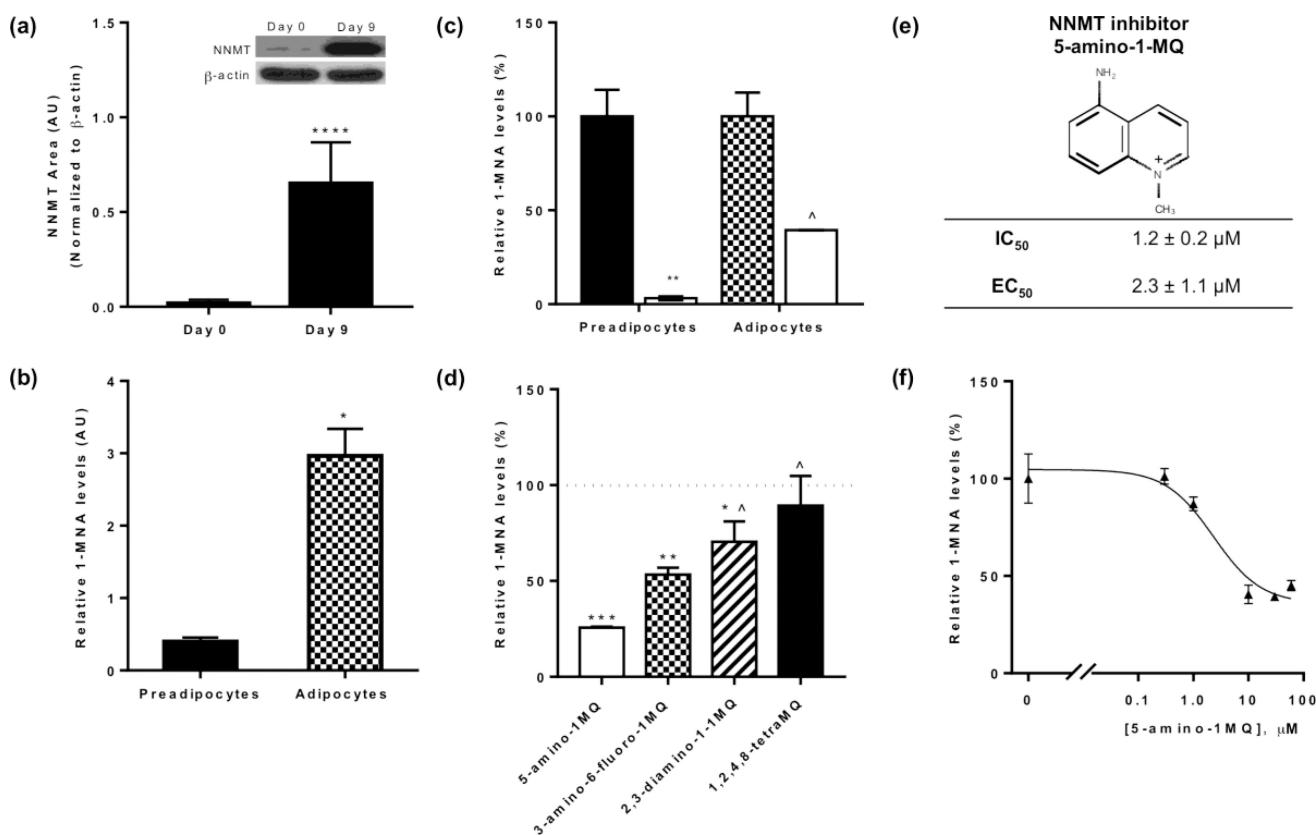 (a)
NNMT Area (AU)
(Normalized to β-actin)
1.5
1.0
0.5
0.0
Day 0 Day 9
NNMT
β-actin
****
Day 0 Day 9
(b)
Relative 1-MNA levels (AU)
4
3
2
1
0
*
Preadipocytes Adipocytes
(c)
Relative 1-MNA levels (%)
150
100
50
0
**
^
Preadipocytes Adipocytes
(d)
Relative 1-MNA levels (%)
150
100
50
0
***
**
* ^
^
5-amino-1MQ
3-amino-6-fluoro-1MQ
2,3-diamino-1-1MQ
1,2,4,8-tetraMQ
(e)
NNMT inhibitor
5-amino-1-MQ
NH2
+
N
CH3
IC50 1.2 ± 0.2 μM
EC50 2.3 ± 1.1 μM
(f)
Relative 1-MNA levels (%)
150
100
50
0
0 0.1 1.0 10 100
[5-amino-1MQ], μM